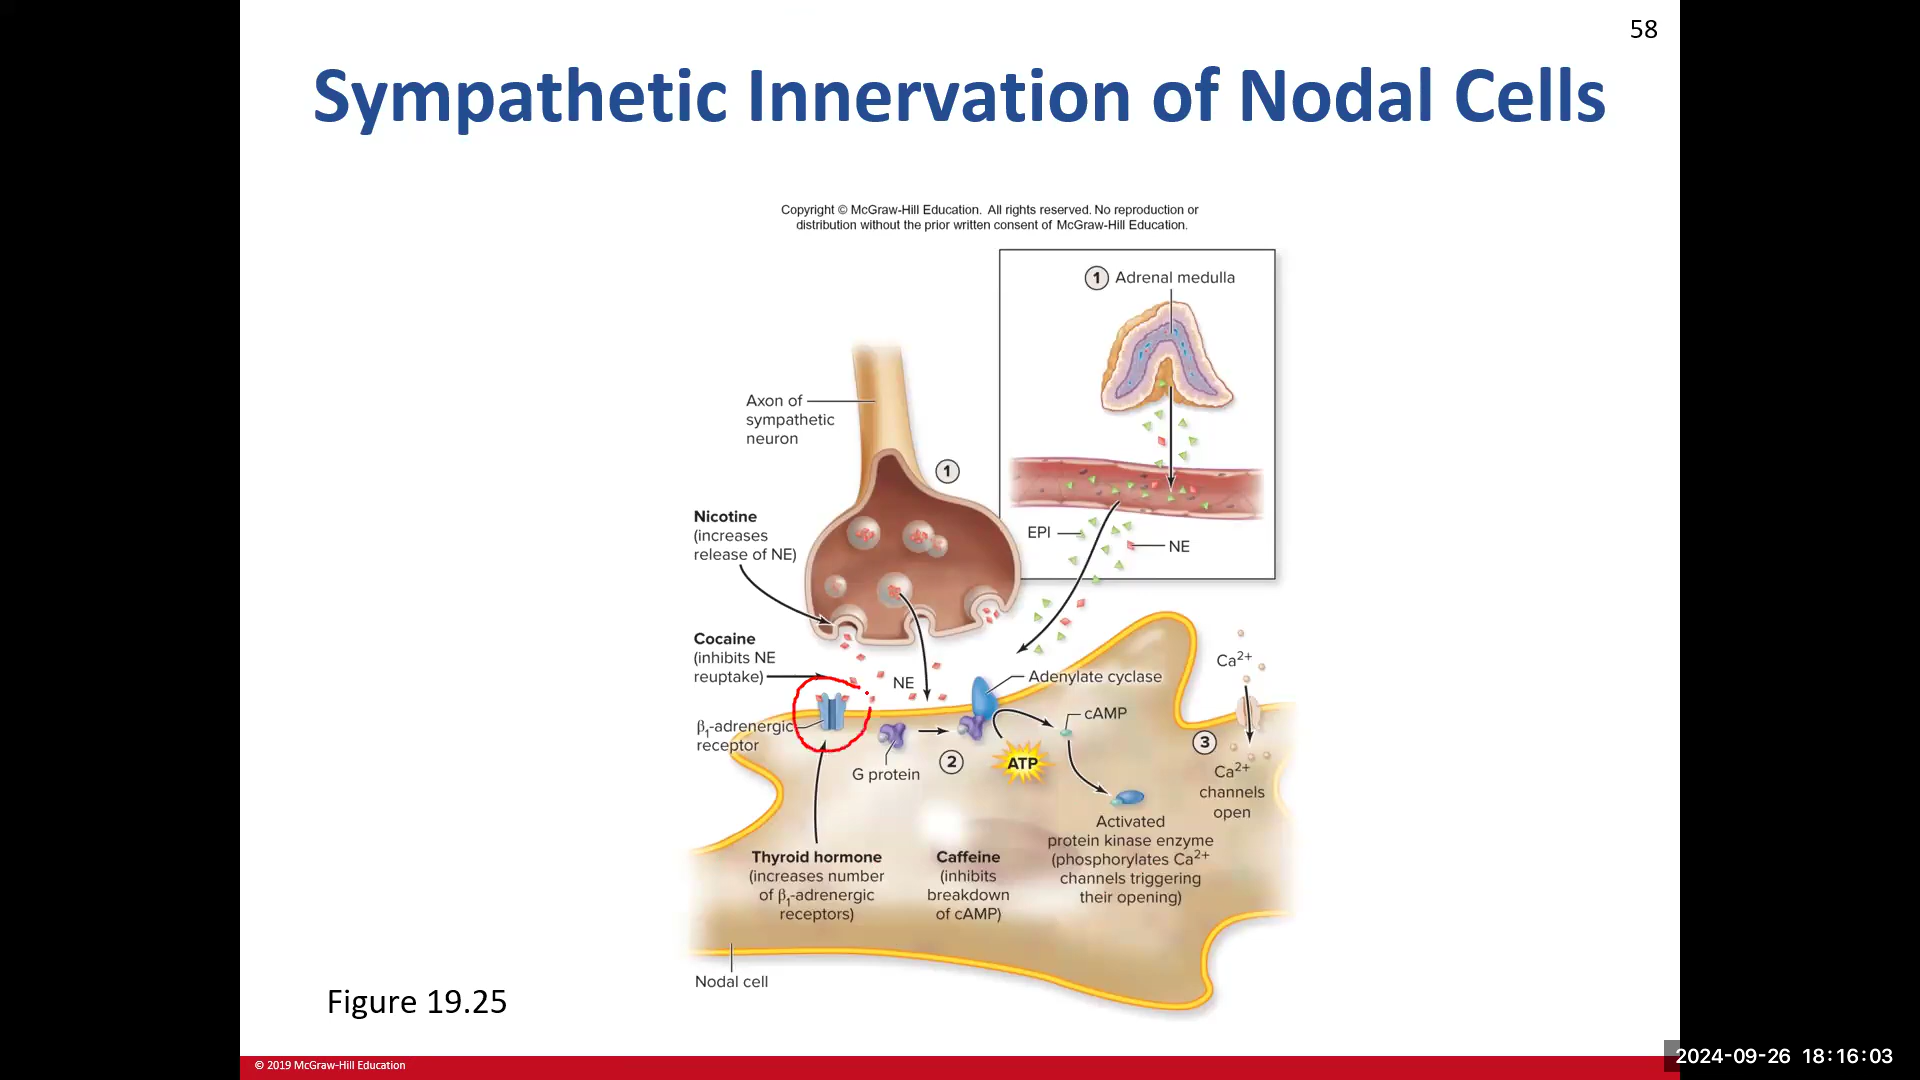 58
Sympathetic Innervation of Nodal Cells
Copyright © McGraw-Hill Education. All rights reserved. No reproduction or
distribution without the prior written consent of McGraw-Hill Education.
1 Adrenal medulla
Axon of
sympathetic
neuron
1
Nicotine
(increases
release of NE)
EPI
NE
Cocaine
(inhibits NE
reuptake)
NE
Adenylate cyclase
Ca²⁺
β₁-adrenergic
receptor
cAMP
G protein
2
ATP
3
Ca²⁺
channels
open
Activated
protein kinase enzyme
(phosphorylates Ca²⁺
channels triggering
their opening)
Thyroid hormone
(increases number
of β₁-adrenergic
receptors)
Caffeine
(inhibits
breakdown
of cAMP)
Nodal cell
Figure 19.25
© 2019 McGraw-Hill Education
2024-09-26 18:16:03